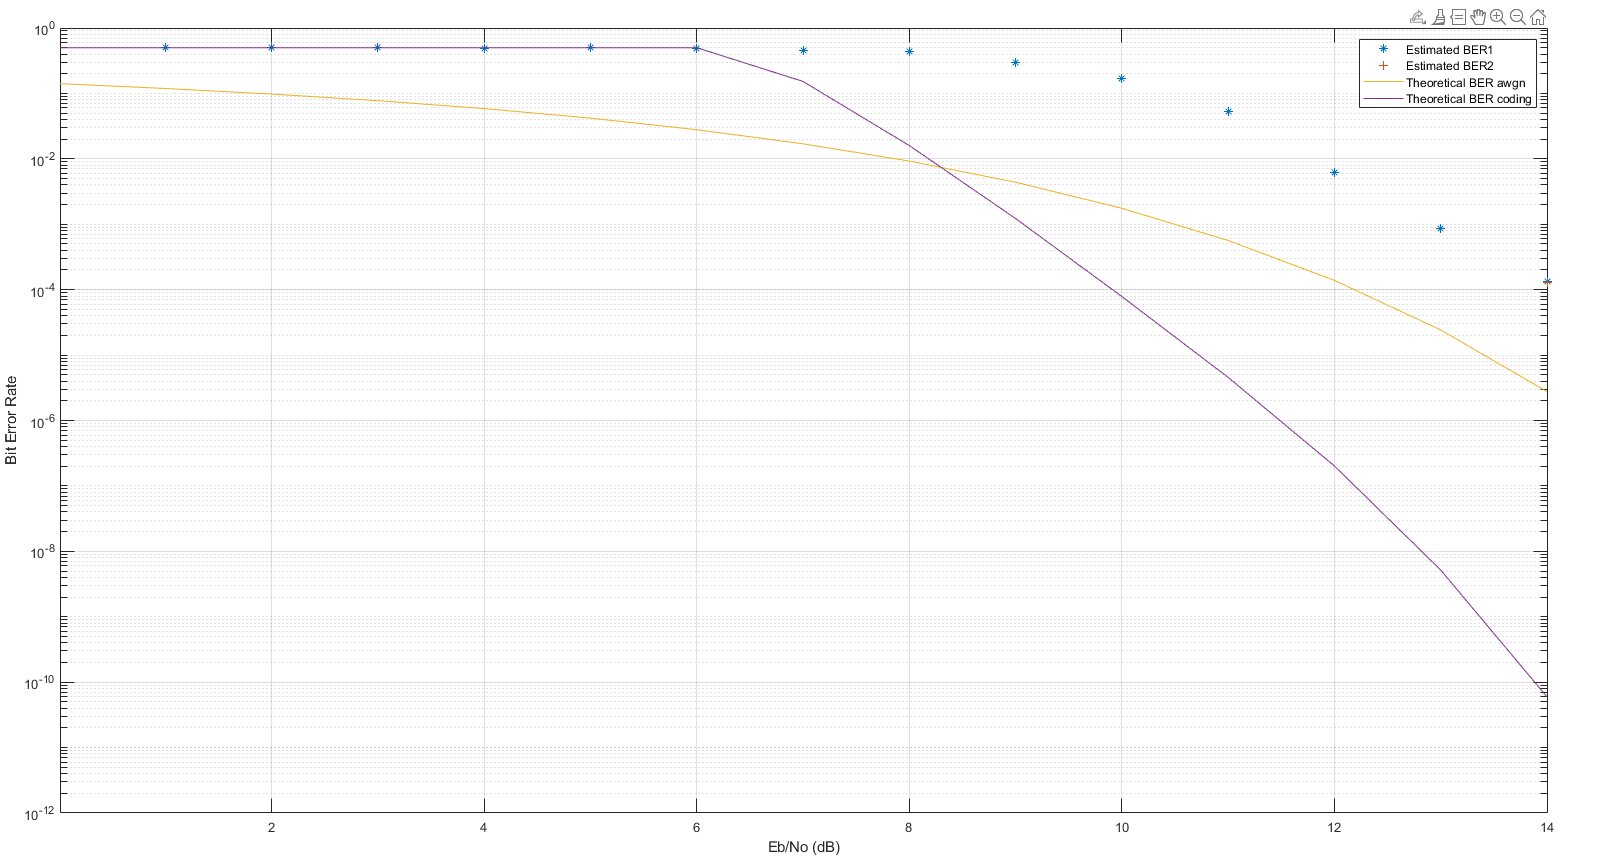 10^0
10^-2
10^-4
10^-6
10^-8
10^-10
10^-12
Bit Error Rate
2 4 6 8 10 12 14
Eb/No (dB)
Estimated BER1
Estimated BER2
Theoretical BER awgn
Theoretical BER coding